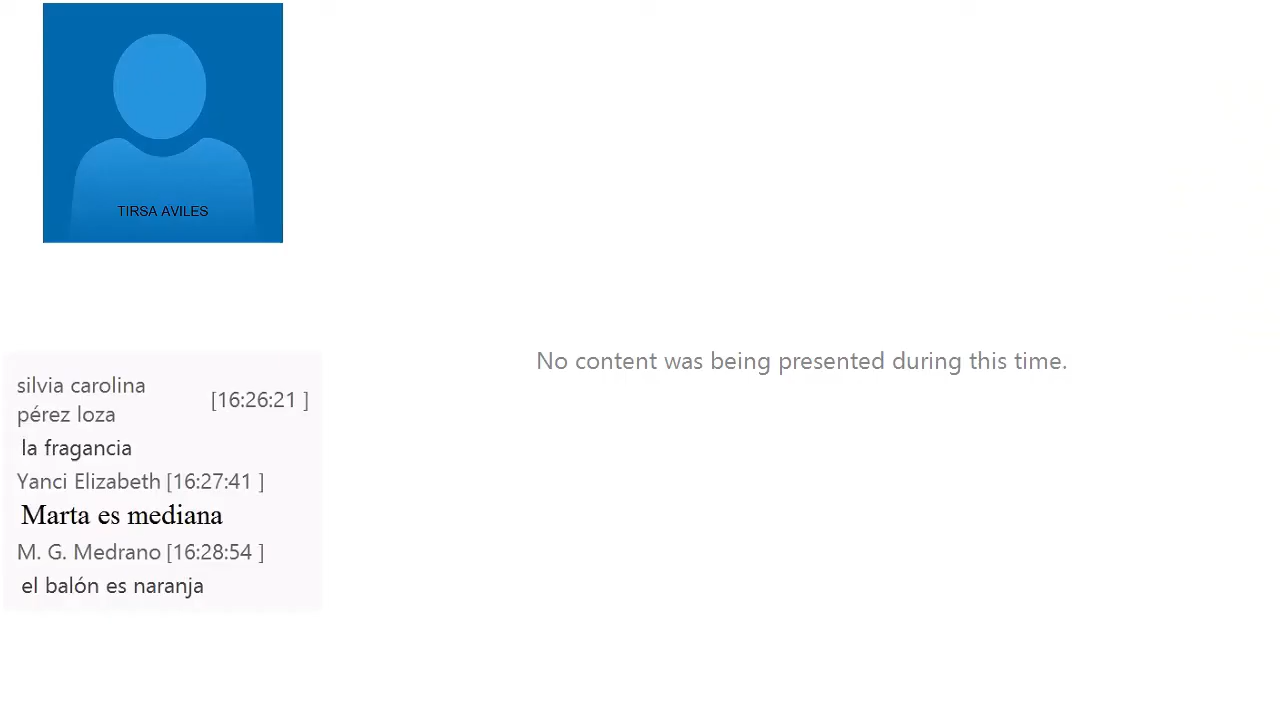 TIRSA AVILES
No content was being presented during this time.
silvia carolina
pérez loza
[16:26:21 ]
la fragancia
Yanci Elizabeth [16:27:41 ]
Marta es mediana
M. G. Medrano [16:28:54 ]
el balón es naranja